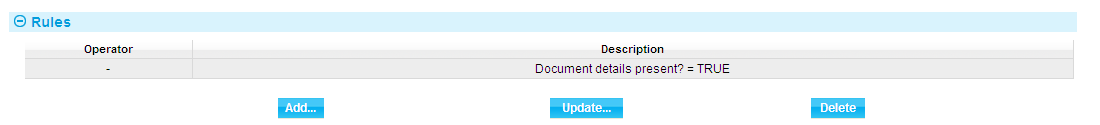 Rules
Operator Description
- Document details present? = TRUE
Add... Update... Delete